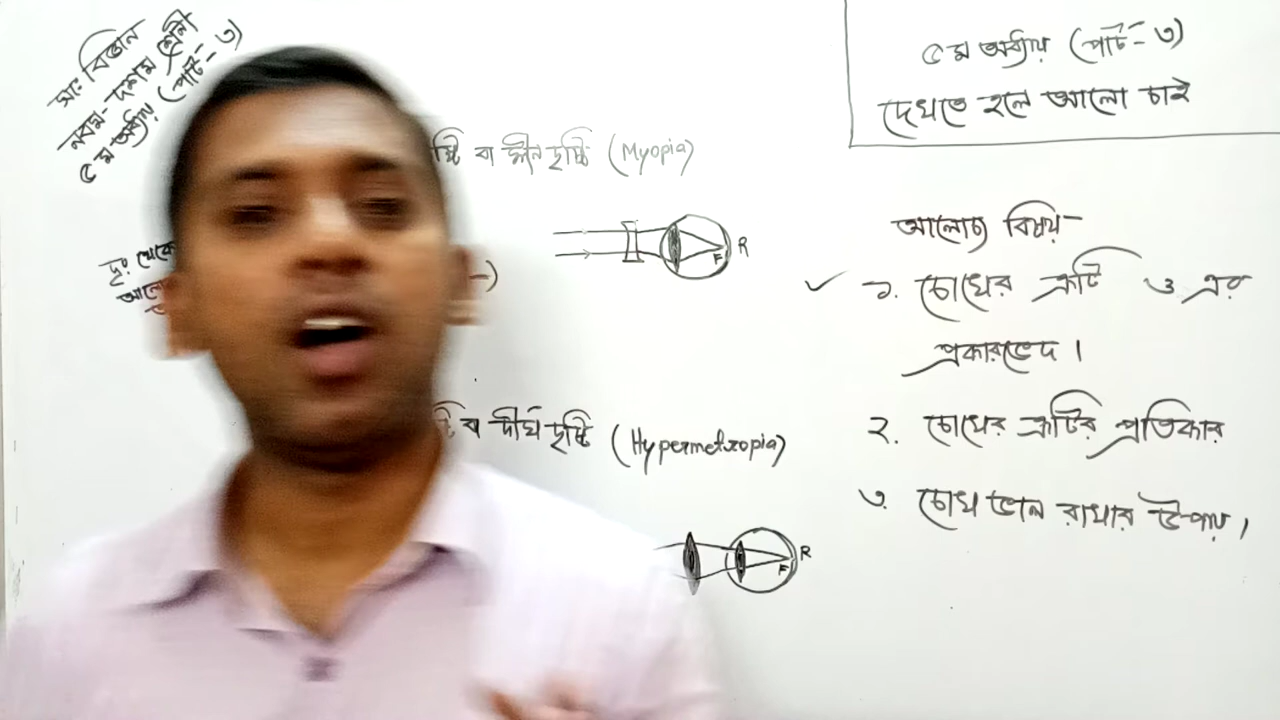 সাঃ বিজ্ঞান
নবম-দশম শ্রেণী
৫ম অধ্যায় (পার্ট-৩)
৫ম অধ্যায় (পার্ট-৩)
দেখতে হলে আলো চাই
বা ক্ষীন দৃষ্টি (Myopia)
F
R
দূঃ থেকে
আলোচ্য বিষয়-
১. চোখের ত্রুটি ও এর
প্রকারভেদ।
২. চোখের ত্রুটির প্রতিকার
৩. চোখ ভাল রাখার উপায়।
বা দীর্ঘ দৃষ্টি (Hypermetropia)
F
R